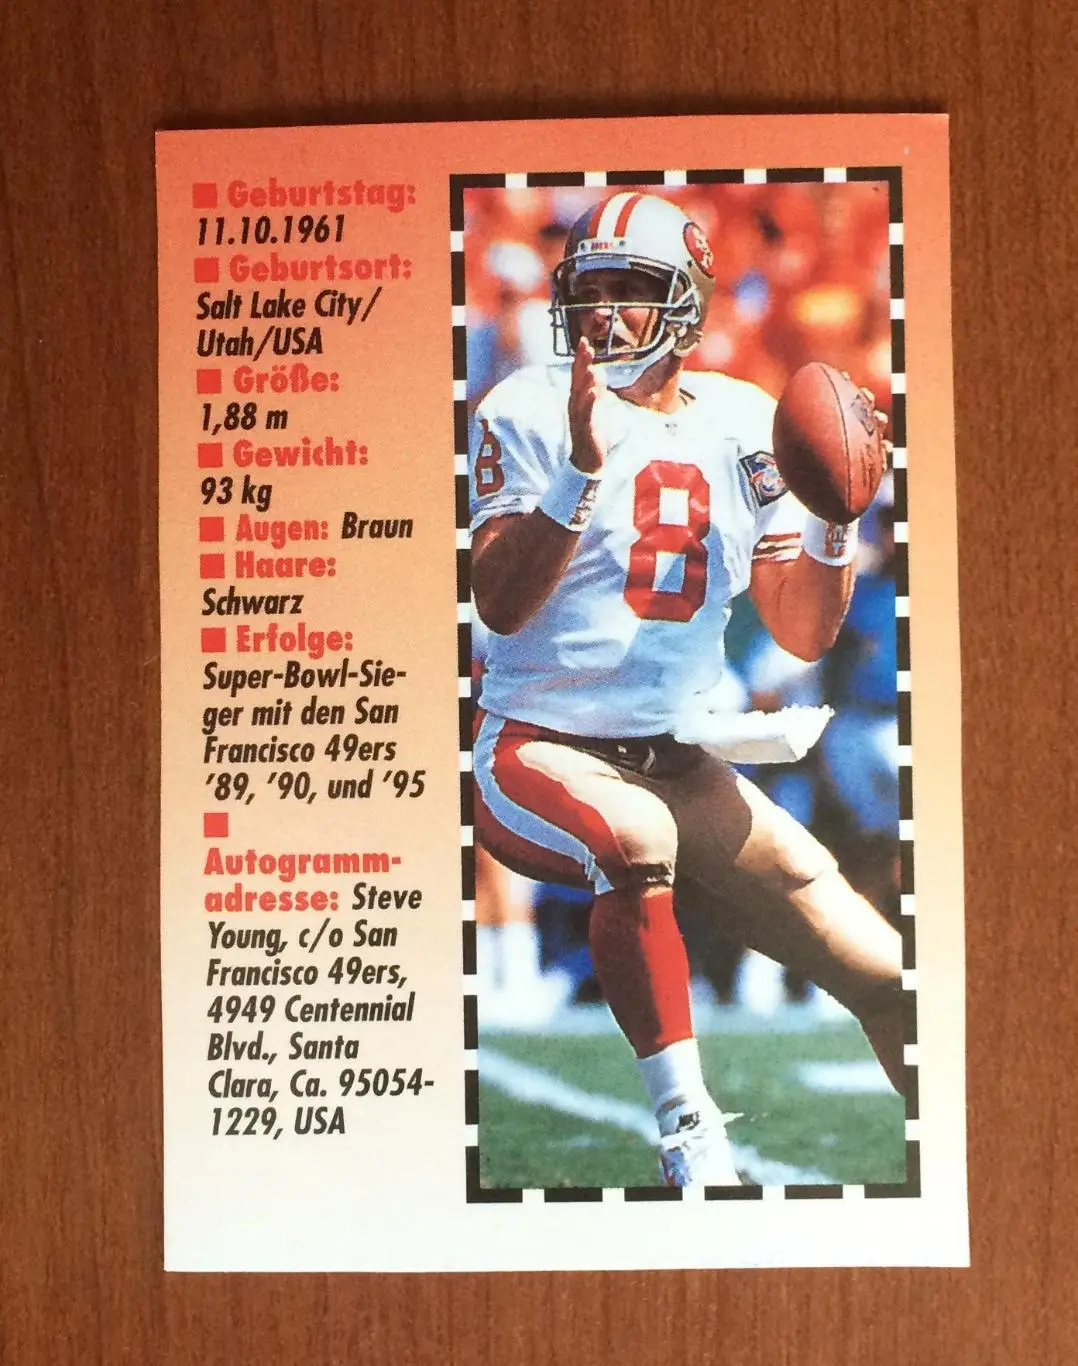 ■ Geburtstag:
11.10.1961
■ Geburtsort:
Salt Lake City/
Utah/USA
■ Größe:
1,88 m
■ Gewicht:
93 kg
■ Augen: Braun
■ Haare:
Schwarz
■ Erfolge:
Super-Bowl-Sie-
ger mit den San
Francisco 49ers
'89, '90, und '95
■
Autogramm-
adresse: Steve
Young, c/o San
Francisco 49ers,
4949 Centennial
Blvd., Santa
Clara, Ca. 95054-
1229, USA
8
8
NIKE